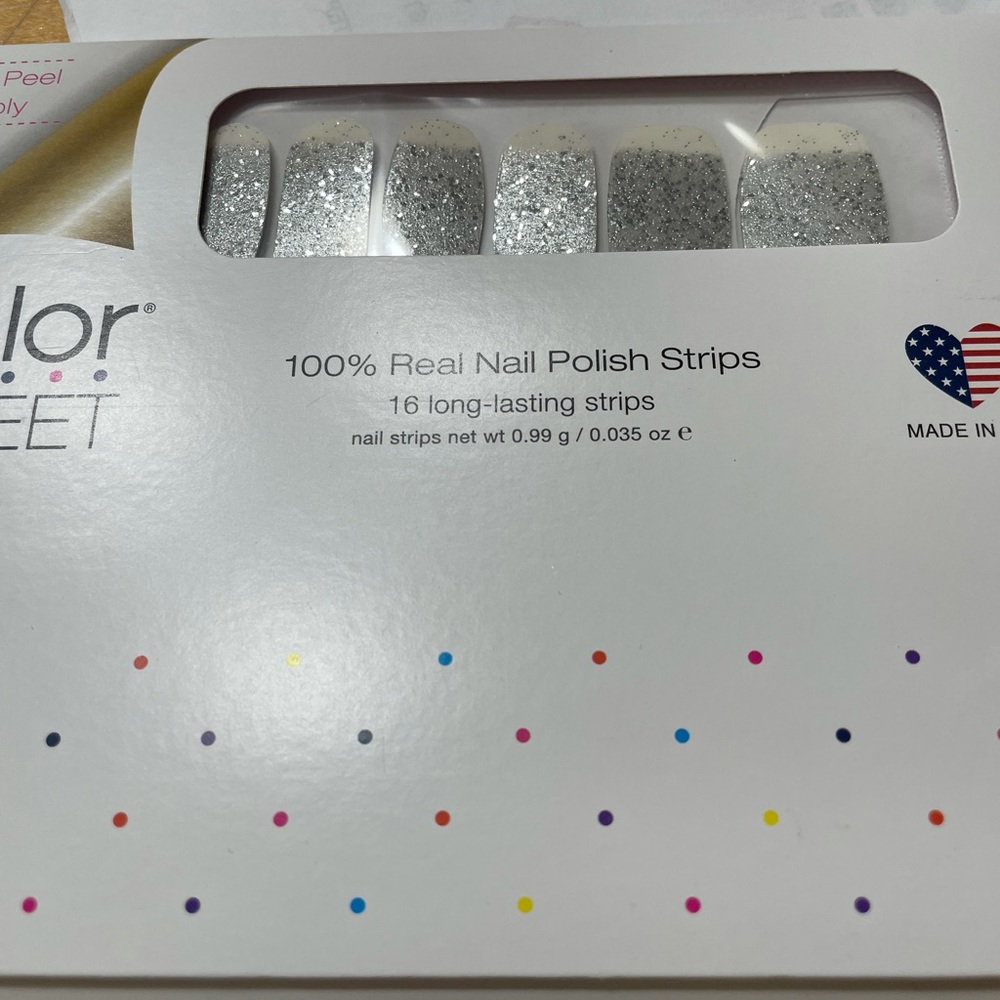 Peel
ply
lor®
EET
100% Real Nail Polish Strips
16 long-lasting strips
nail strips net wt 0.99 g / 0.035 oz ℮
MADE IN